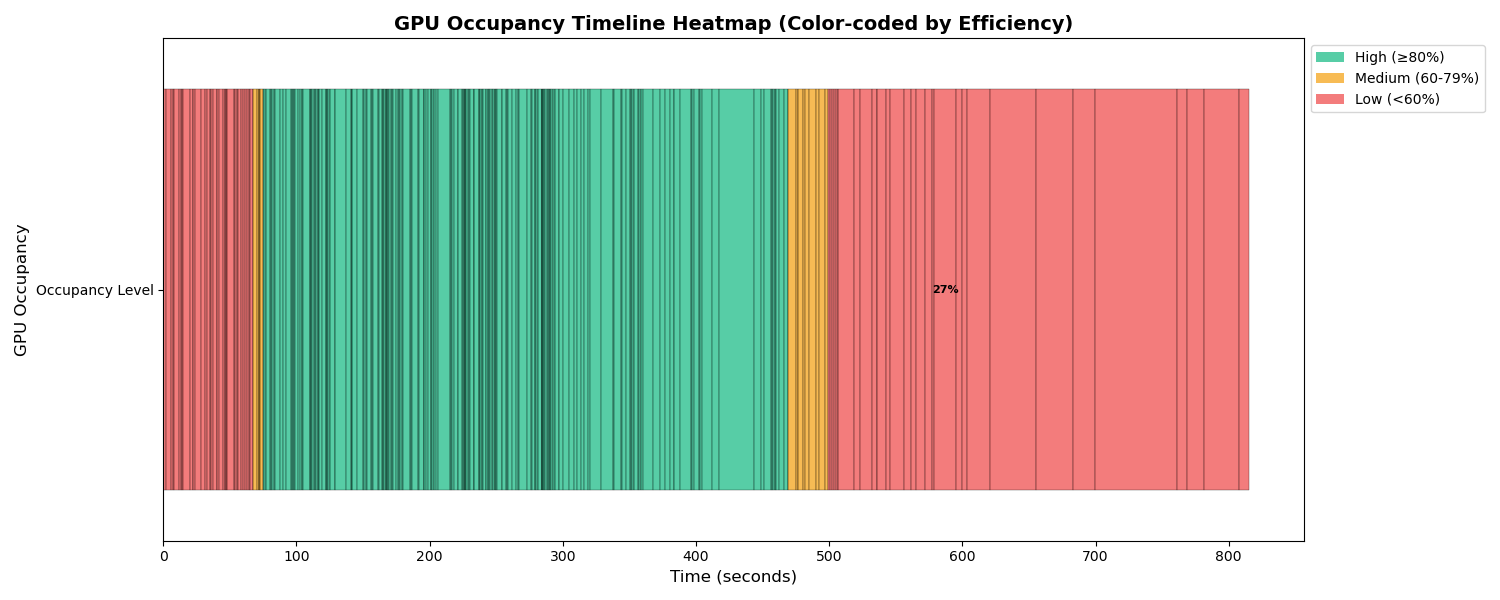 GPU Occupancy Timeline Heatmap (Color-coded by Efficiency)
High (≥80%)
Medium (60-79%)
Low (<60%)
GPU Occupancy
Occupancy Level
27%
0 100 200 300 400 500 600 700 800
Time (seconds)